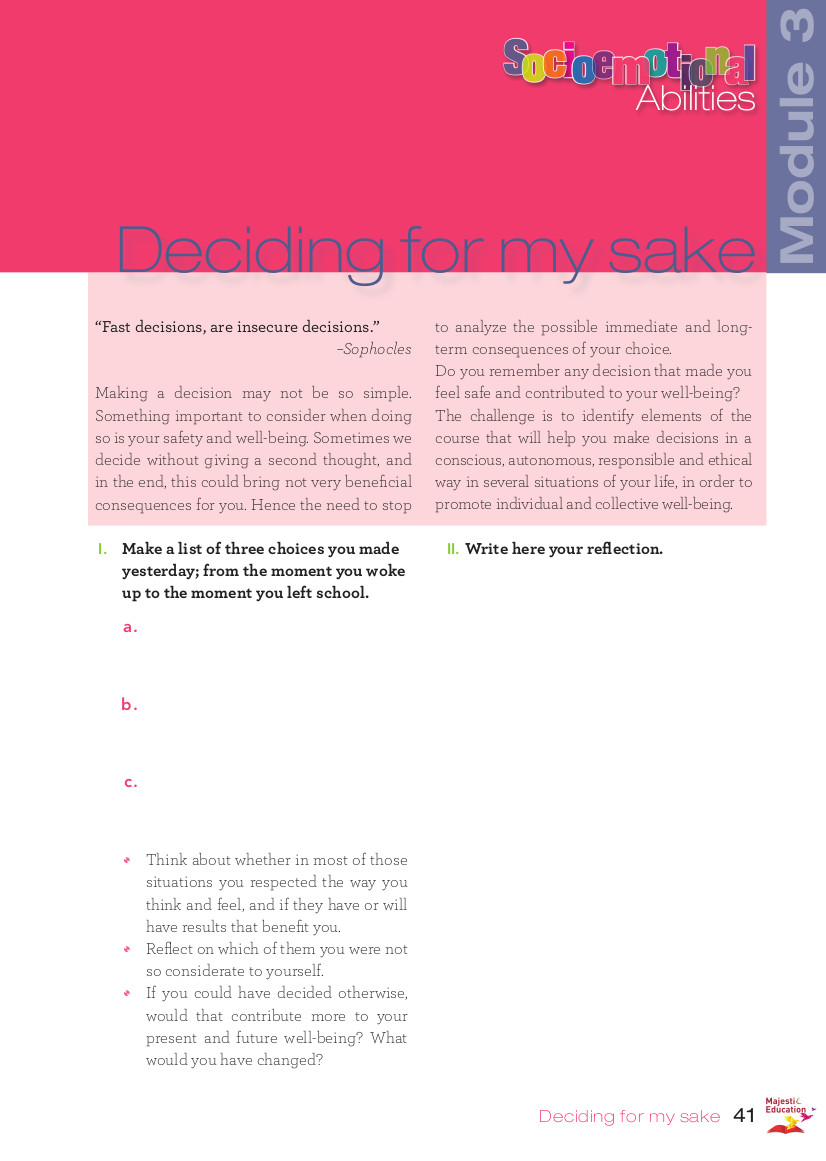 Socioemotional
Abilities
Module 3
Deciding for my sake
“Fast decisions, are insecure decisions.”
–Sophocles
Making a decision may not be so simple.
Something important to consider when doing
so is your safety and well-being. Sometimes we
decide without giving a second thought, and
in the end, this could bring not very beneficial
consequences for you. Hence the need to stop
to analyze the possible immediate and long-
term consequences of your choice.
Do you remember any decision that made you
feel safe and contributed to your well-being?
The challenge is to identify elements of the
course that will help you make decisions in a
conscious, autonomous, responsible and ethical
way in several situations of your life, in order to
promote individual and collective well-being.
I. Make a list of three choices you made
yesterday; from the moment you woke
up to the moment you left school.
a.
b.
c.
Think about whether in most of those
situations you respected the way you
think and feel, and if they have or will
have results that benefit you.
Reflect on which of them you were not
so considerate to yourself.
If you could have decided otherwise,
would that contribute more to your
present and future well-being? What
would you have changed?
II. Write here your reflection.
Deciding for my sake 41
Majestic
Education